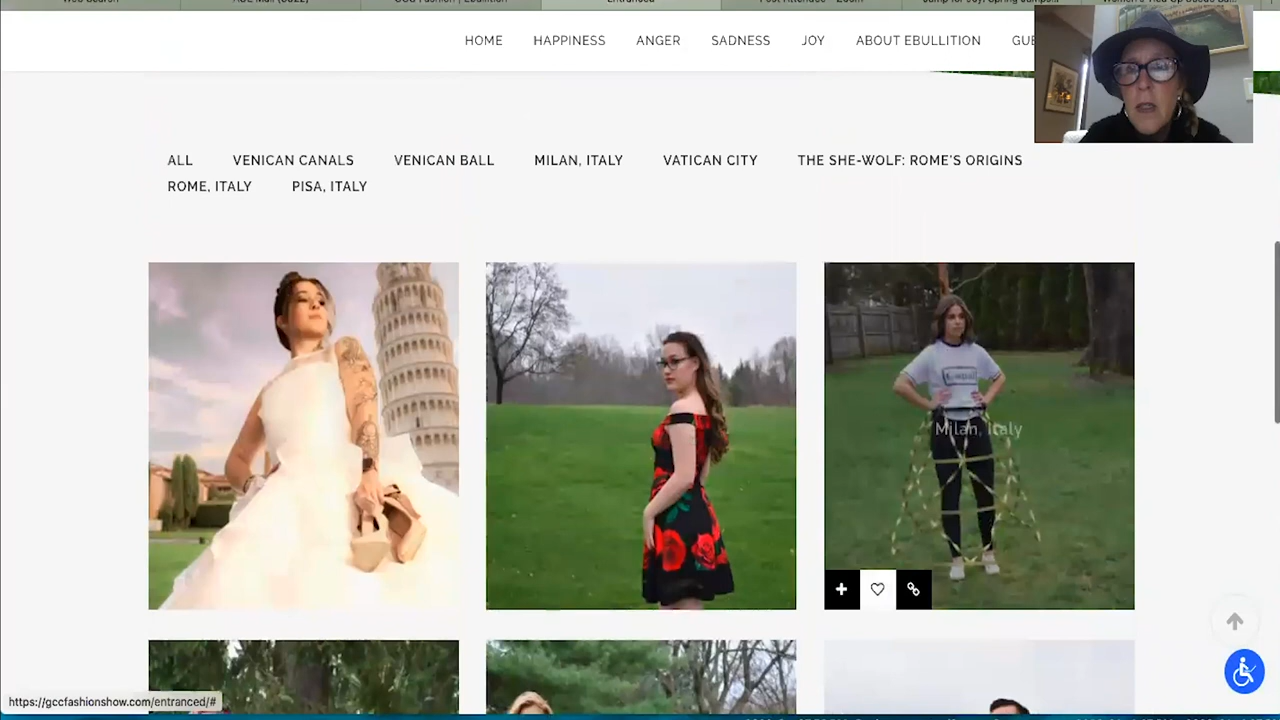 HOME HAPPINESS ANGER SADNESS JOY ABOUT EBULLITION GUE
ALL VENICAN CANALS VENICAN BALL MILAN, ITALY VATICAN CITY THE SHE-WOLF: ROME'S ORIGINS
ROME, ITALY PISA, ITALY
Milan, Italy
https://gccfashionshow.com/entranced/#